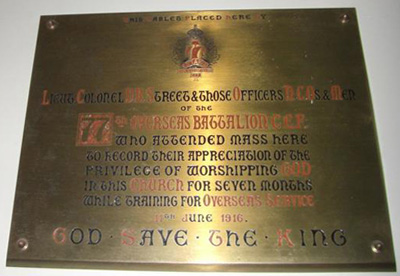 THIS TABLET PLACED HERE BY
LIEUT. COLONEL D.R. STREET & THOSE OFFICERS N.C.O.S & MEN
OF THE
OVERSEAS BATTALION, C.E.F.
WHO ATTENDED MASS HERE
TO RECORD THEIR APPRECIATION OF THE
PRIVILEGE OF WORSHIPPING GOD
IN THIS CHURCH FOR SEVEN MONTHS
WHILE TRAINING FOR OVERSEAS SERVICE
JUNE 1916.
GOD · SAVE · THE · KING